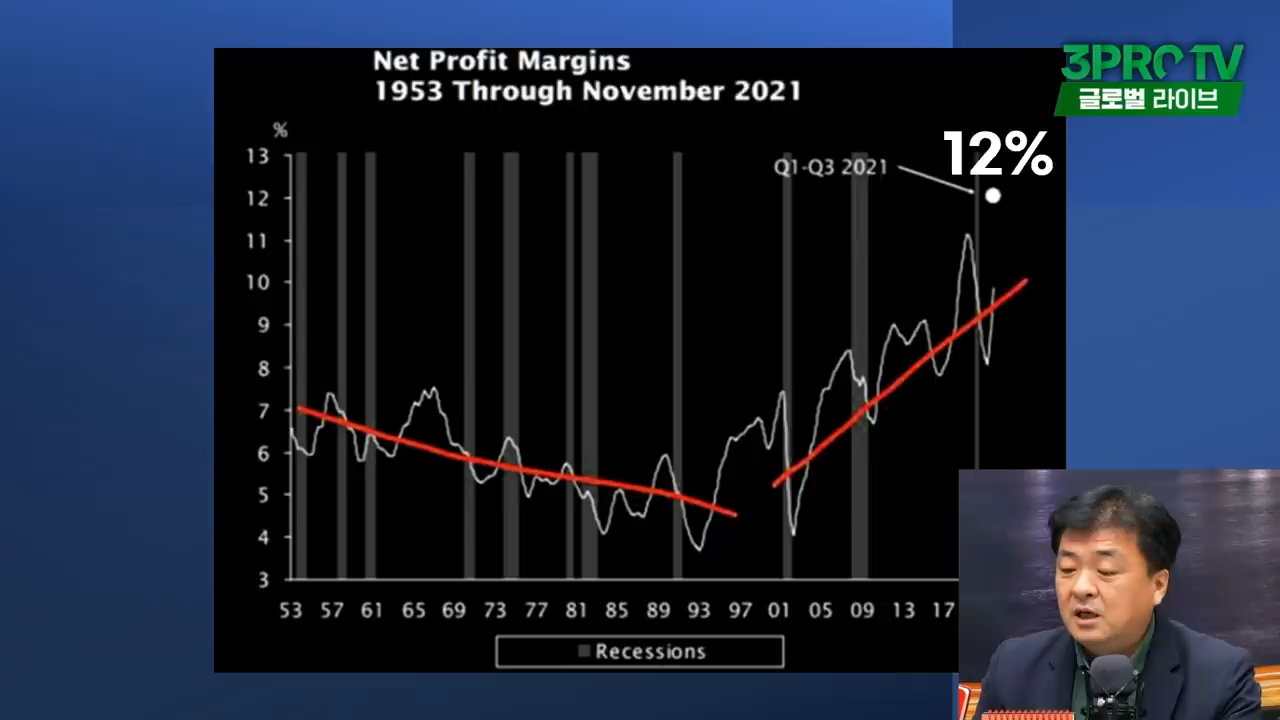 Net Profit Margins
1953 Through November 2021
3PRO TV
글로벌 라이브
%
12%
Q1-Q3 2021
13
12
11
10
9
8
7
6
5
4
3
53 57 61 65 69 73 77 81 85 89 93 97 01 05 09 13 17
Recessions